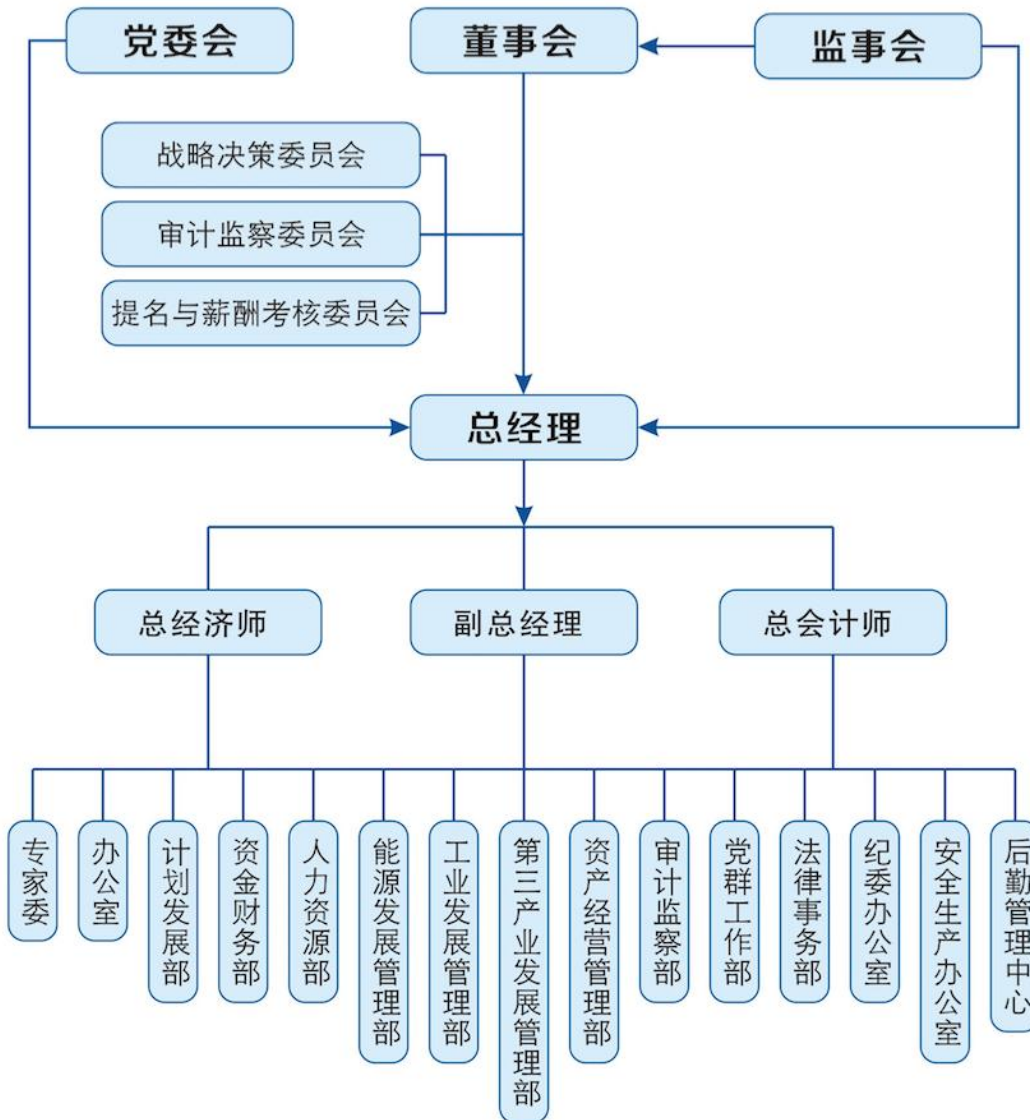 党委会
董事会
监事会
战略决策委员会
审计监察委员会
提名与薪酬考核委员会
总经理
总经济师
副总经理
总会计师
专家委
办公室
计划发展部
资金财务部
人力资源部
能源发展管理部
工业发展管理部
第三产业发展管理部
资产经营管理部
审计监察部
党群工作部
法律事务部
纪委办公室
安全生产办公室
后勤管理中心